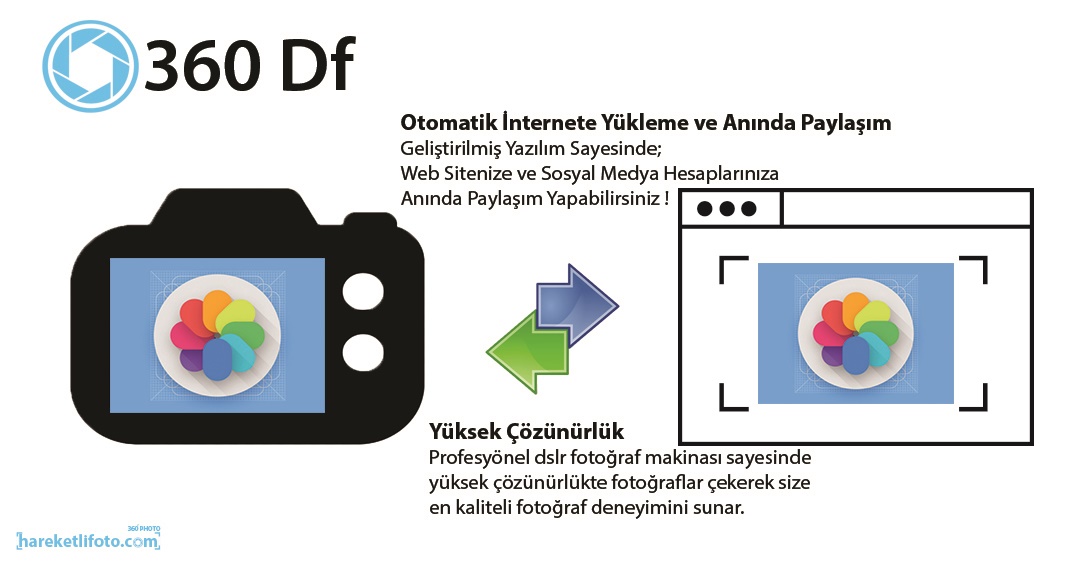 360 Df
Otomatik İnternete Yükleme ve Anında Paylaşım
Geliştirilmiş Yazılım Sayesinde;
Web Sitenize ve Sosyal Medya Hesaplarınıza
Anında Paylaşım Yapabilirsiniz !
Yüksek Çözünürlük
Profesyönel dslr fotoğraf makinası sayesinde
yüksek çözünürlükte fotoğraflar çekerek size
en kaliteli fotoğraf deneyimini sunar.
360 PHOTO
hareketlifoto.com